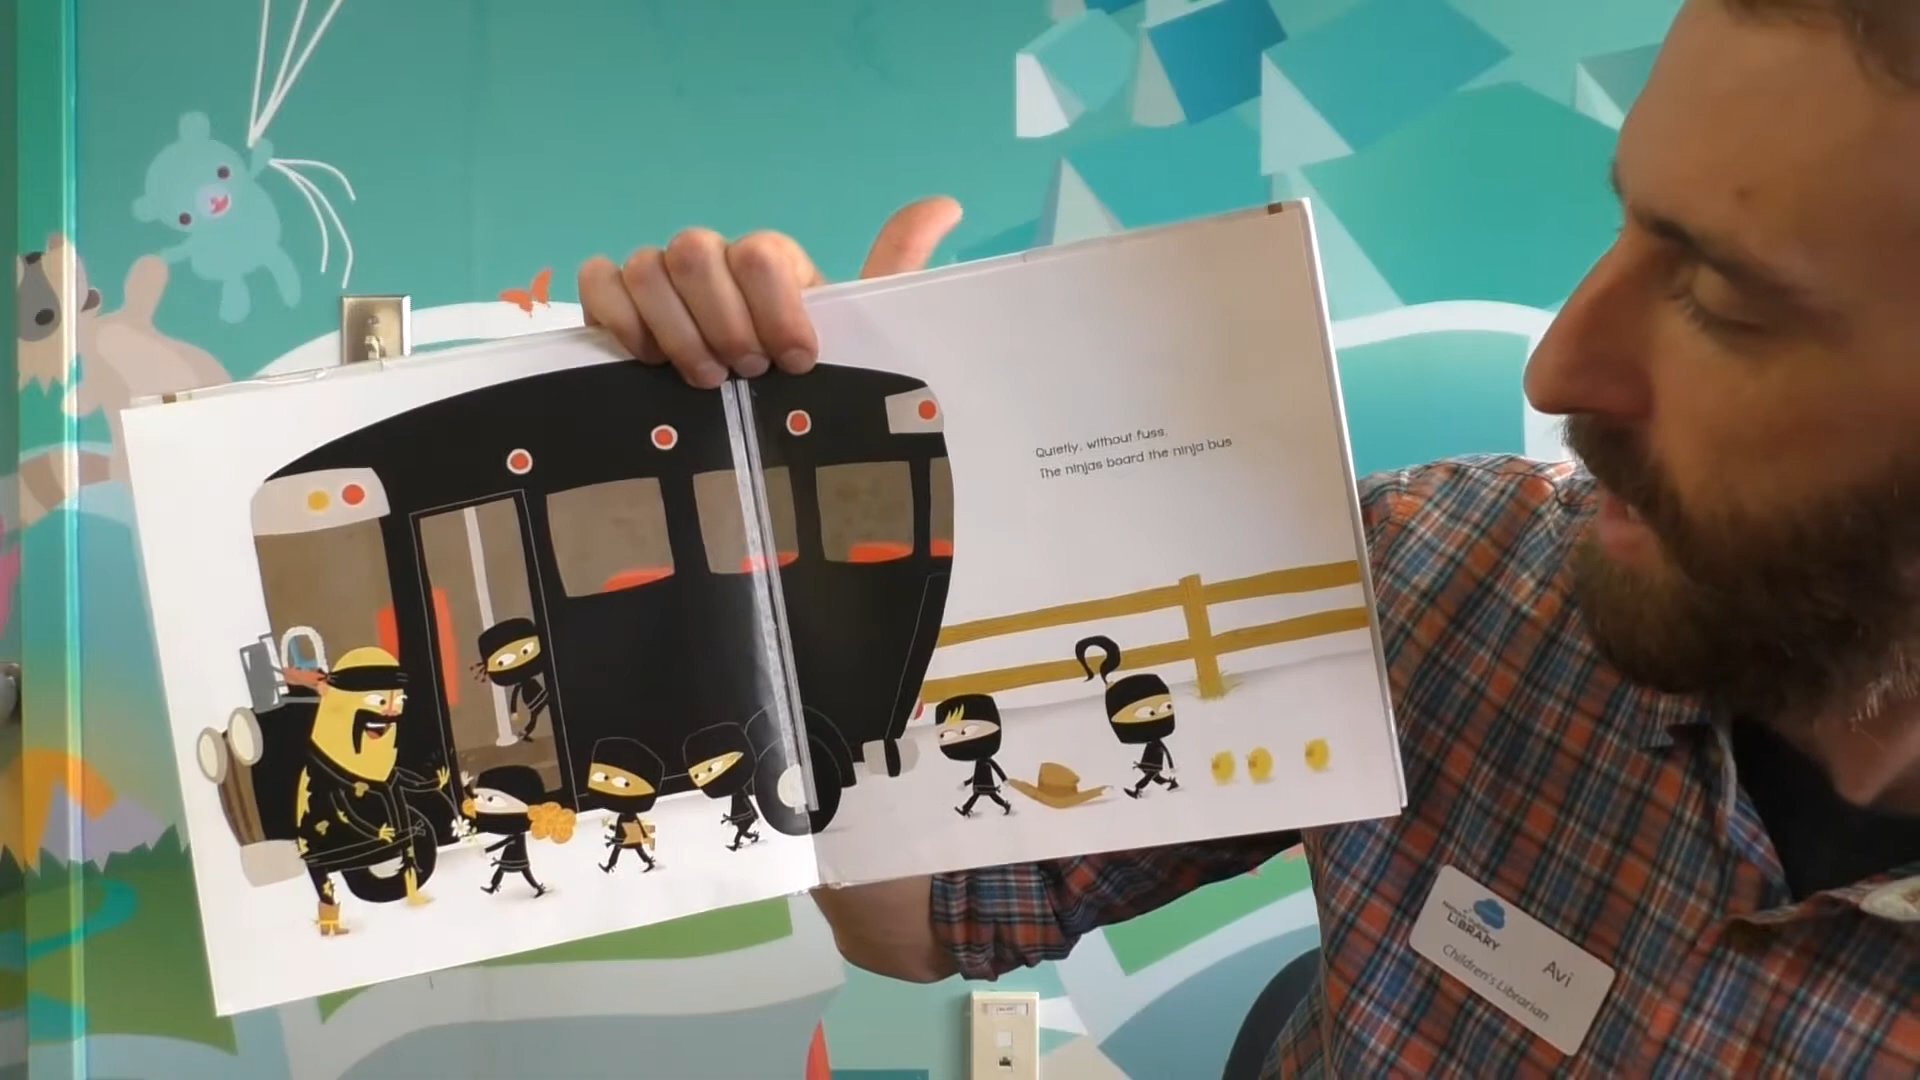 Quietly, without fuss,
The ninjas board the ninja bus
LIBRARY
Avi
Children's Librarian